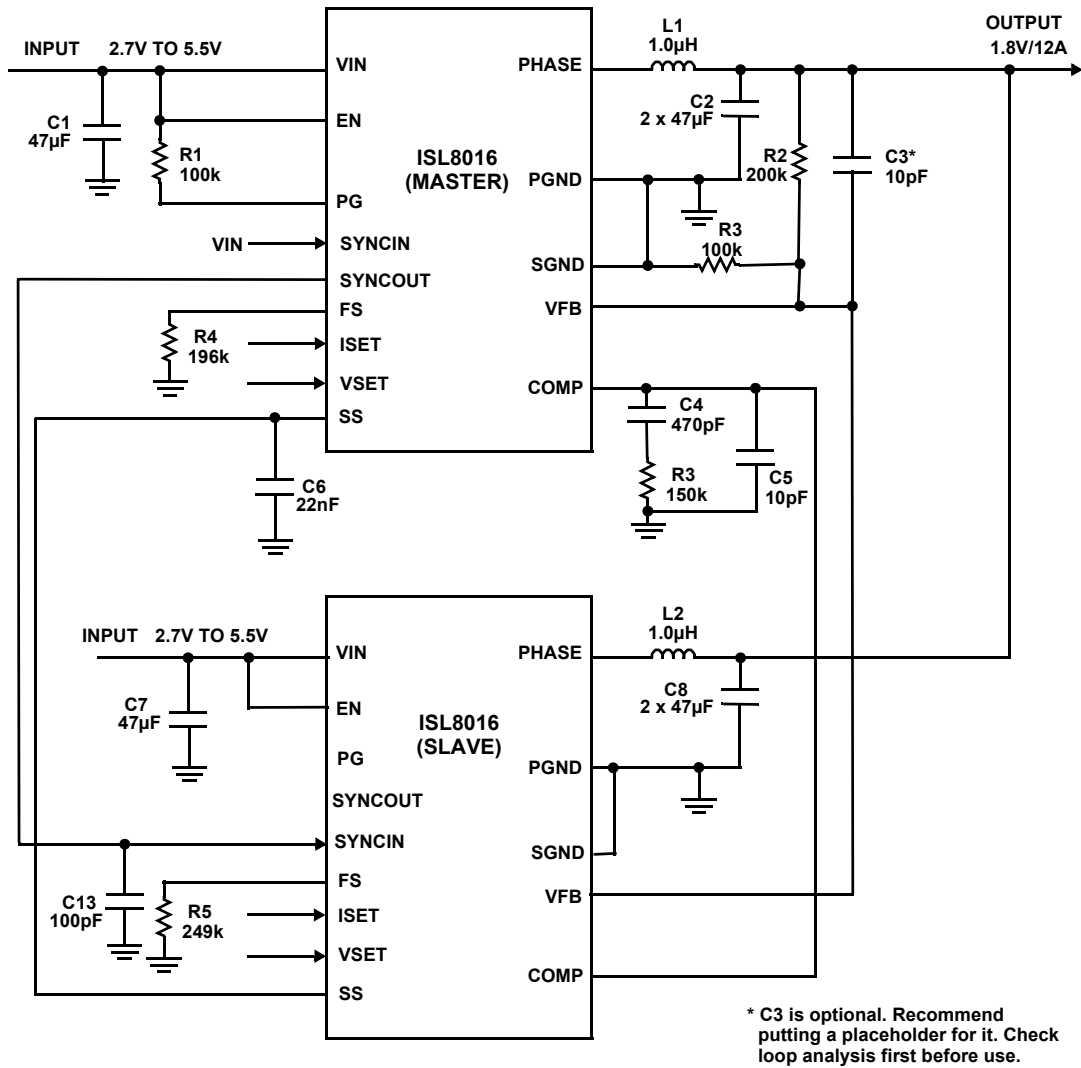 INPUT 2.7V TO 5.5V
C1
47µF
R1
100k
VIN
EN
PG
VIN
SYNCIN
SYNCOUT
FS
R4
196k
ISET
VSET
SS
C6
22nF
ISL8016
(MASTER)
PHASE
PGND
SGND
VFB
COMP
L1
1.0µH
OUTPUT
1.8V/12A
C2
2 x 47µF
R2
200k
C3*
10pF
R3
100k
C4
470pF
R3
150k
C5
10pF
INPUT 2.7V TO 5.5V
C7
47µF
VIN
EN
PG
SYNCOUT
SYNCIN
FS
C13
100pF
R5
249k
ISET
VSET
SS
ISL8016
(SLAVE)
PHASE
PGND
SGND
VFB
COMP
L2
1.0µH
C8
2 x 47µF
* C3 is optional. Recommend
putting a placeholder for it. Check
loop analysis first before use.